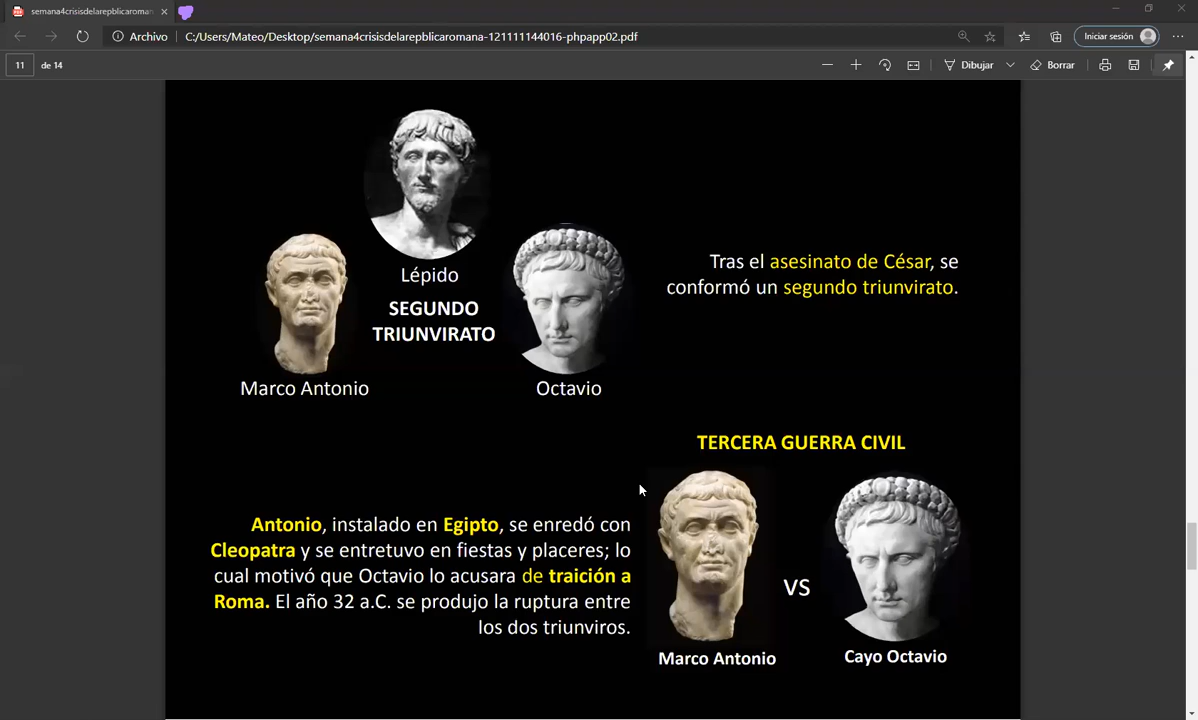 semana4crisisdelarepblicaroman
Archivo
C:/Users/Mateo/Desktop/semana4crisisdelarepblicaromana-121111144016-phpapp02.pdf
Iniciar sesión
11
de 14
Dibujar
Borrar
Lépido
SEGUNDO
TRIUNVIRATO
Marco Antonio
Octavio
Tras el asesinato de César, se
conformó un segundo triunvirato.
TERCERA GUERRA CIVIL
Antonio, instalado en Egipto, se enredó con
Cleopatra y se entretuvo en fiestas y placeres; lo
cual motivó que Octavio lo acusara de traición a
Roma. El año 32 a.C. se produjo la ruptura entre
los dos triunviros.
VS
Marco Antonio
Cayo Octavio